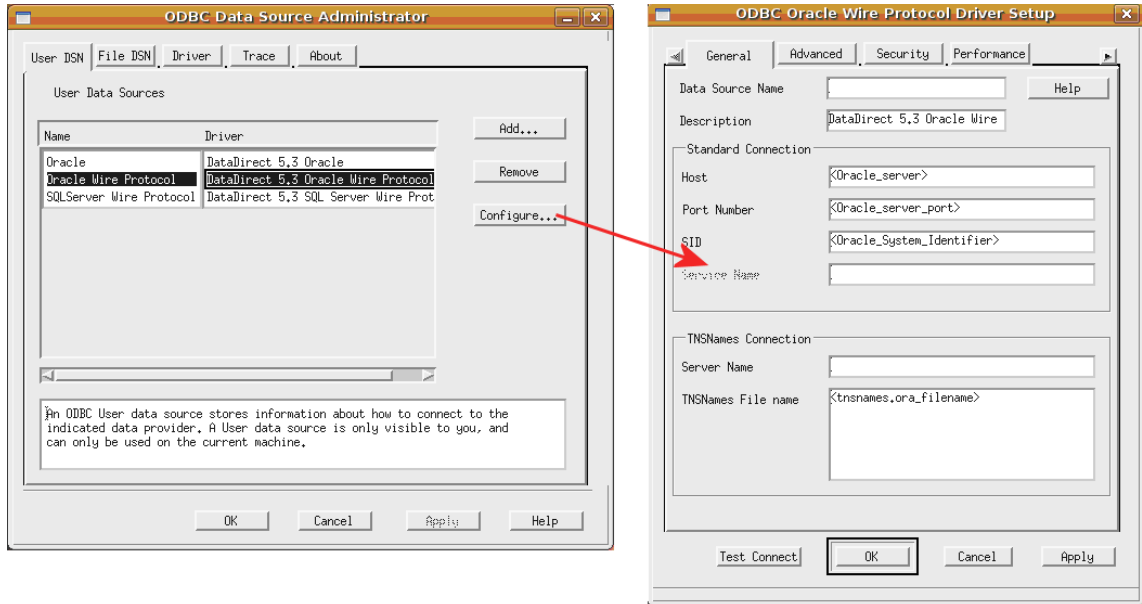 ODBC Data Source Administrator
User DSN File DSN Driver Trace About
User Data Sources
Name Driver
Oracle DataDirect 5.3 Oracle
Oracle Wire Protocol DataDirect 5.3 Oracle Wire Protocol
SQLServer Wire Protocol DataDirect 5.3 SQL Server Wire Prot
Add...
Remove
Configure...
An ODBC User data source stores information about how to connect to the
indicated data provider. A User data source is only visible to you, and
can only be used on the current machine.
OK Cancel Apply Help
ODBC Oracle Wire Protocol Driver Setup
General Advanced Security Performance
Data Source Name Help
Description DataDirect 5.3 Oracle Wire
Standard Connection
Host <Oracle_server>
Port Number <Oracle_server_port>
SID <Oracle_System_Identifier>
Service Name
TNSNames Connection
Server Name
TNSNames File name <tnsnames.ora_filename>
Test Connect OK Cancel Apply